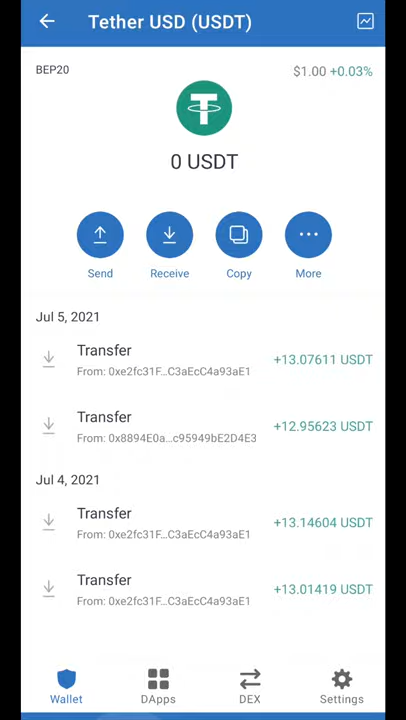 Tether USD (USDT)
BEP20
$1.00 +0.03%
0 USDT
Send
Receive
Copy
More
Jul 5, 2021
Transfer
+13.07611 USDT
From: 0xe2fc31F...C3aEcC4a93aE1
Transfer
+12.95623 USDT
From: 0x8894E0a...c95949bE2D4E3
Jul 4, 2021
Transfer
+13.14604 USDT
From: 0xe2fc31F...C3aEcC4a93aE1
Transfer
+13.01419 USDT
From: 0xe2fc31F...C3aEcC4a93aE1
Wallet
DApps
DEX
Settings